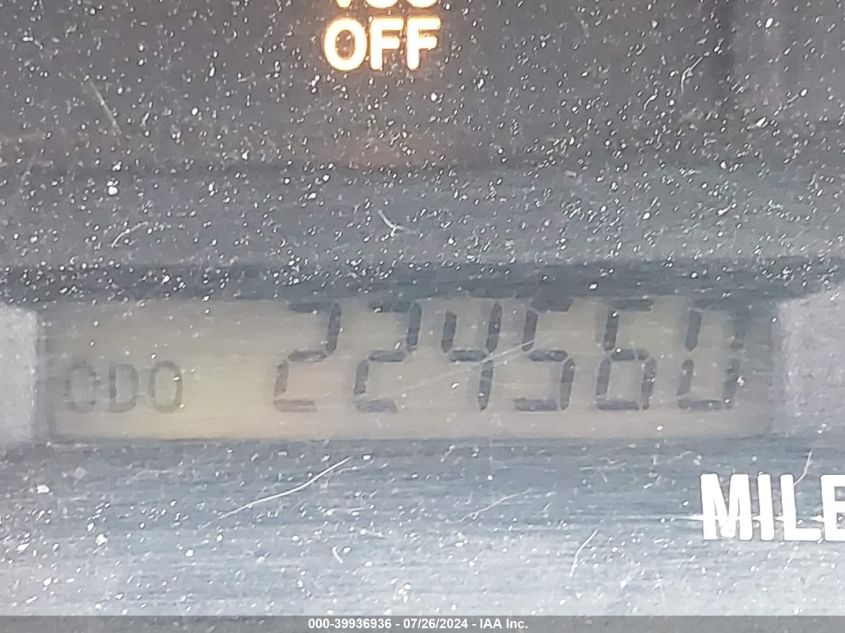 OFF
ODO 224560
MILE
000-39936936 - 07/26/2024 - IAA Inc.